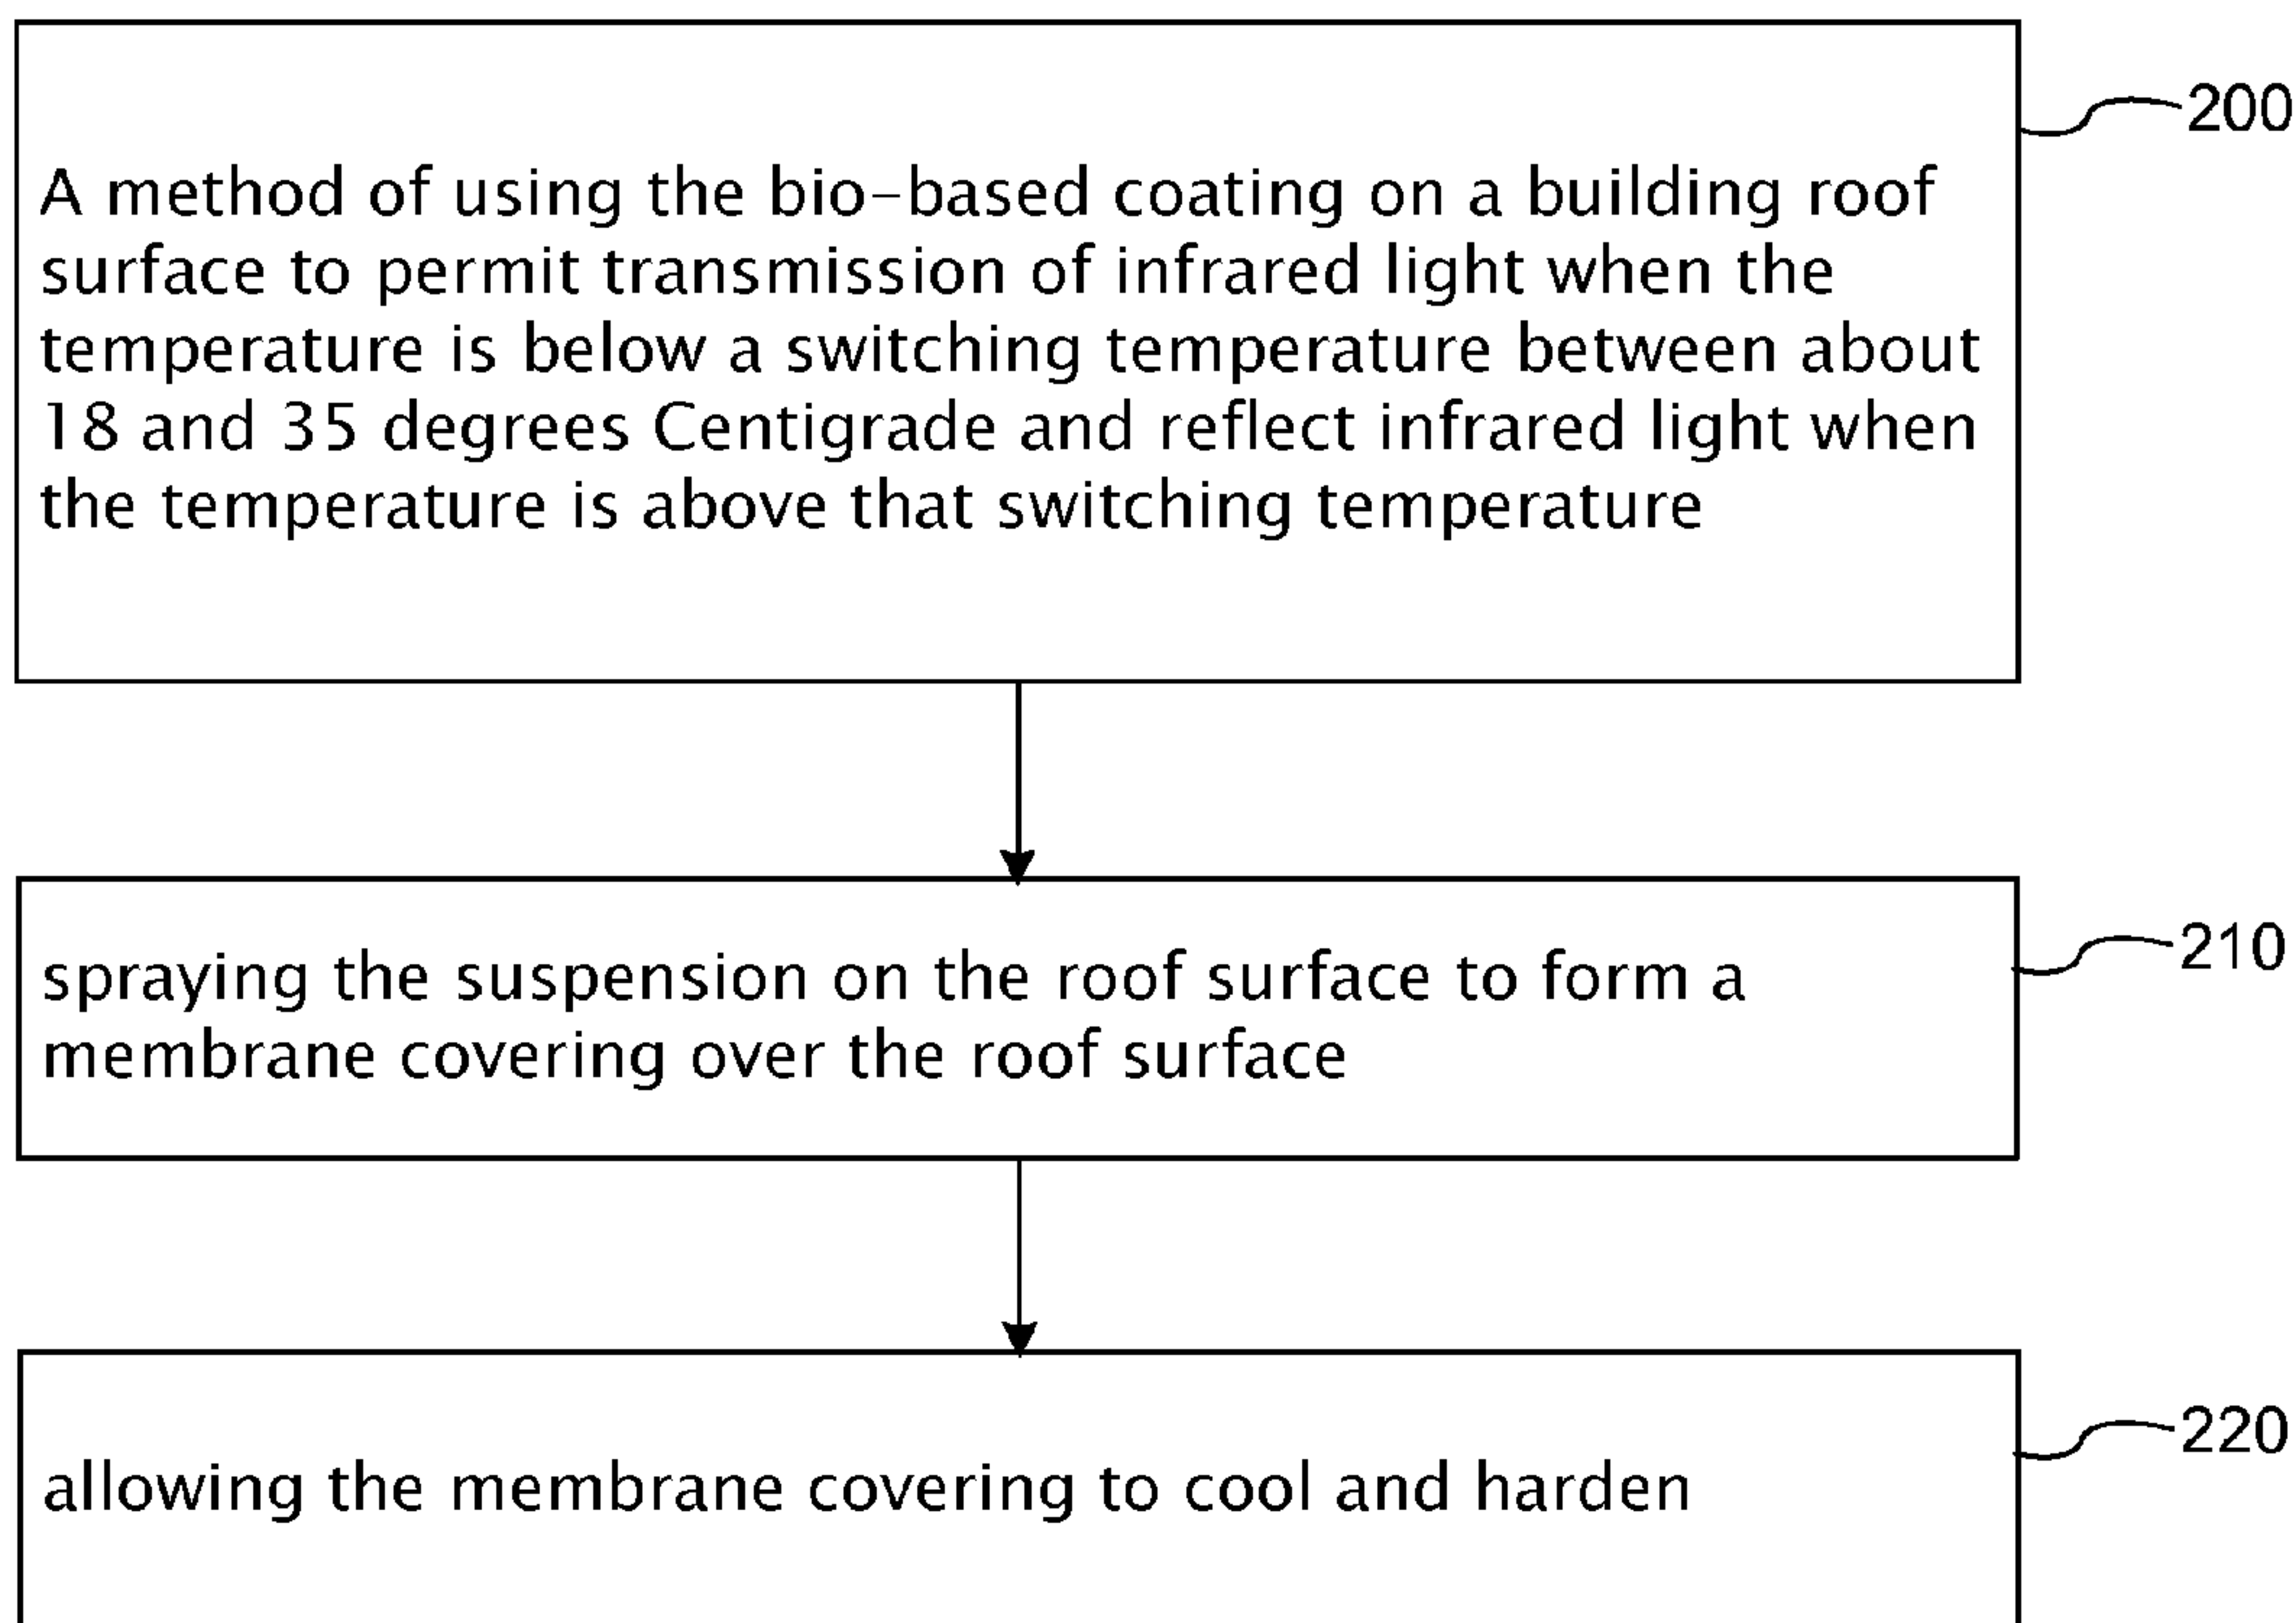 200
A method of using the bio-based coating on a building roof
surface to permit transmission of infrared light when the
temperature is below a switching temperature between about
18 and 35 degrees Centigrade and reflect infrared light when
the temperature is above that switching temperature
210
spraying the suspension on the roof surface to form a
membrane covering over the roof surface
220
allowing the membrane covering to cool and harden